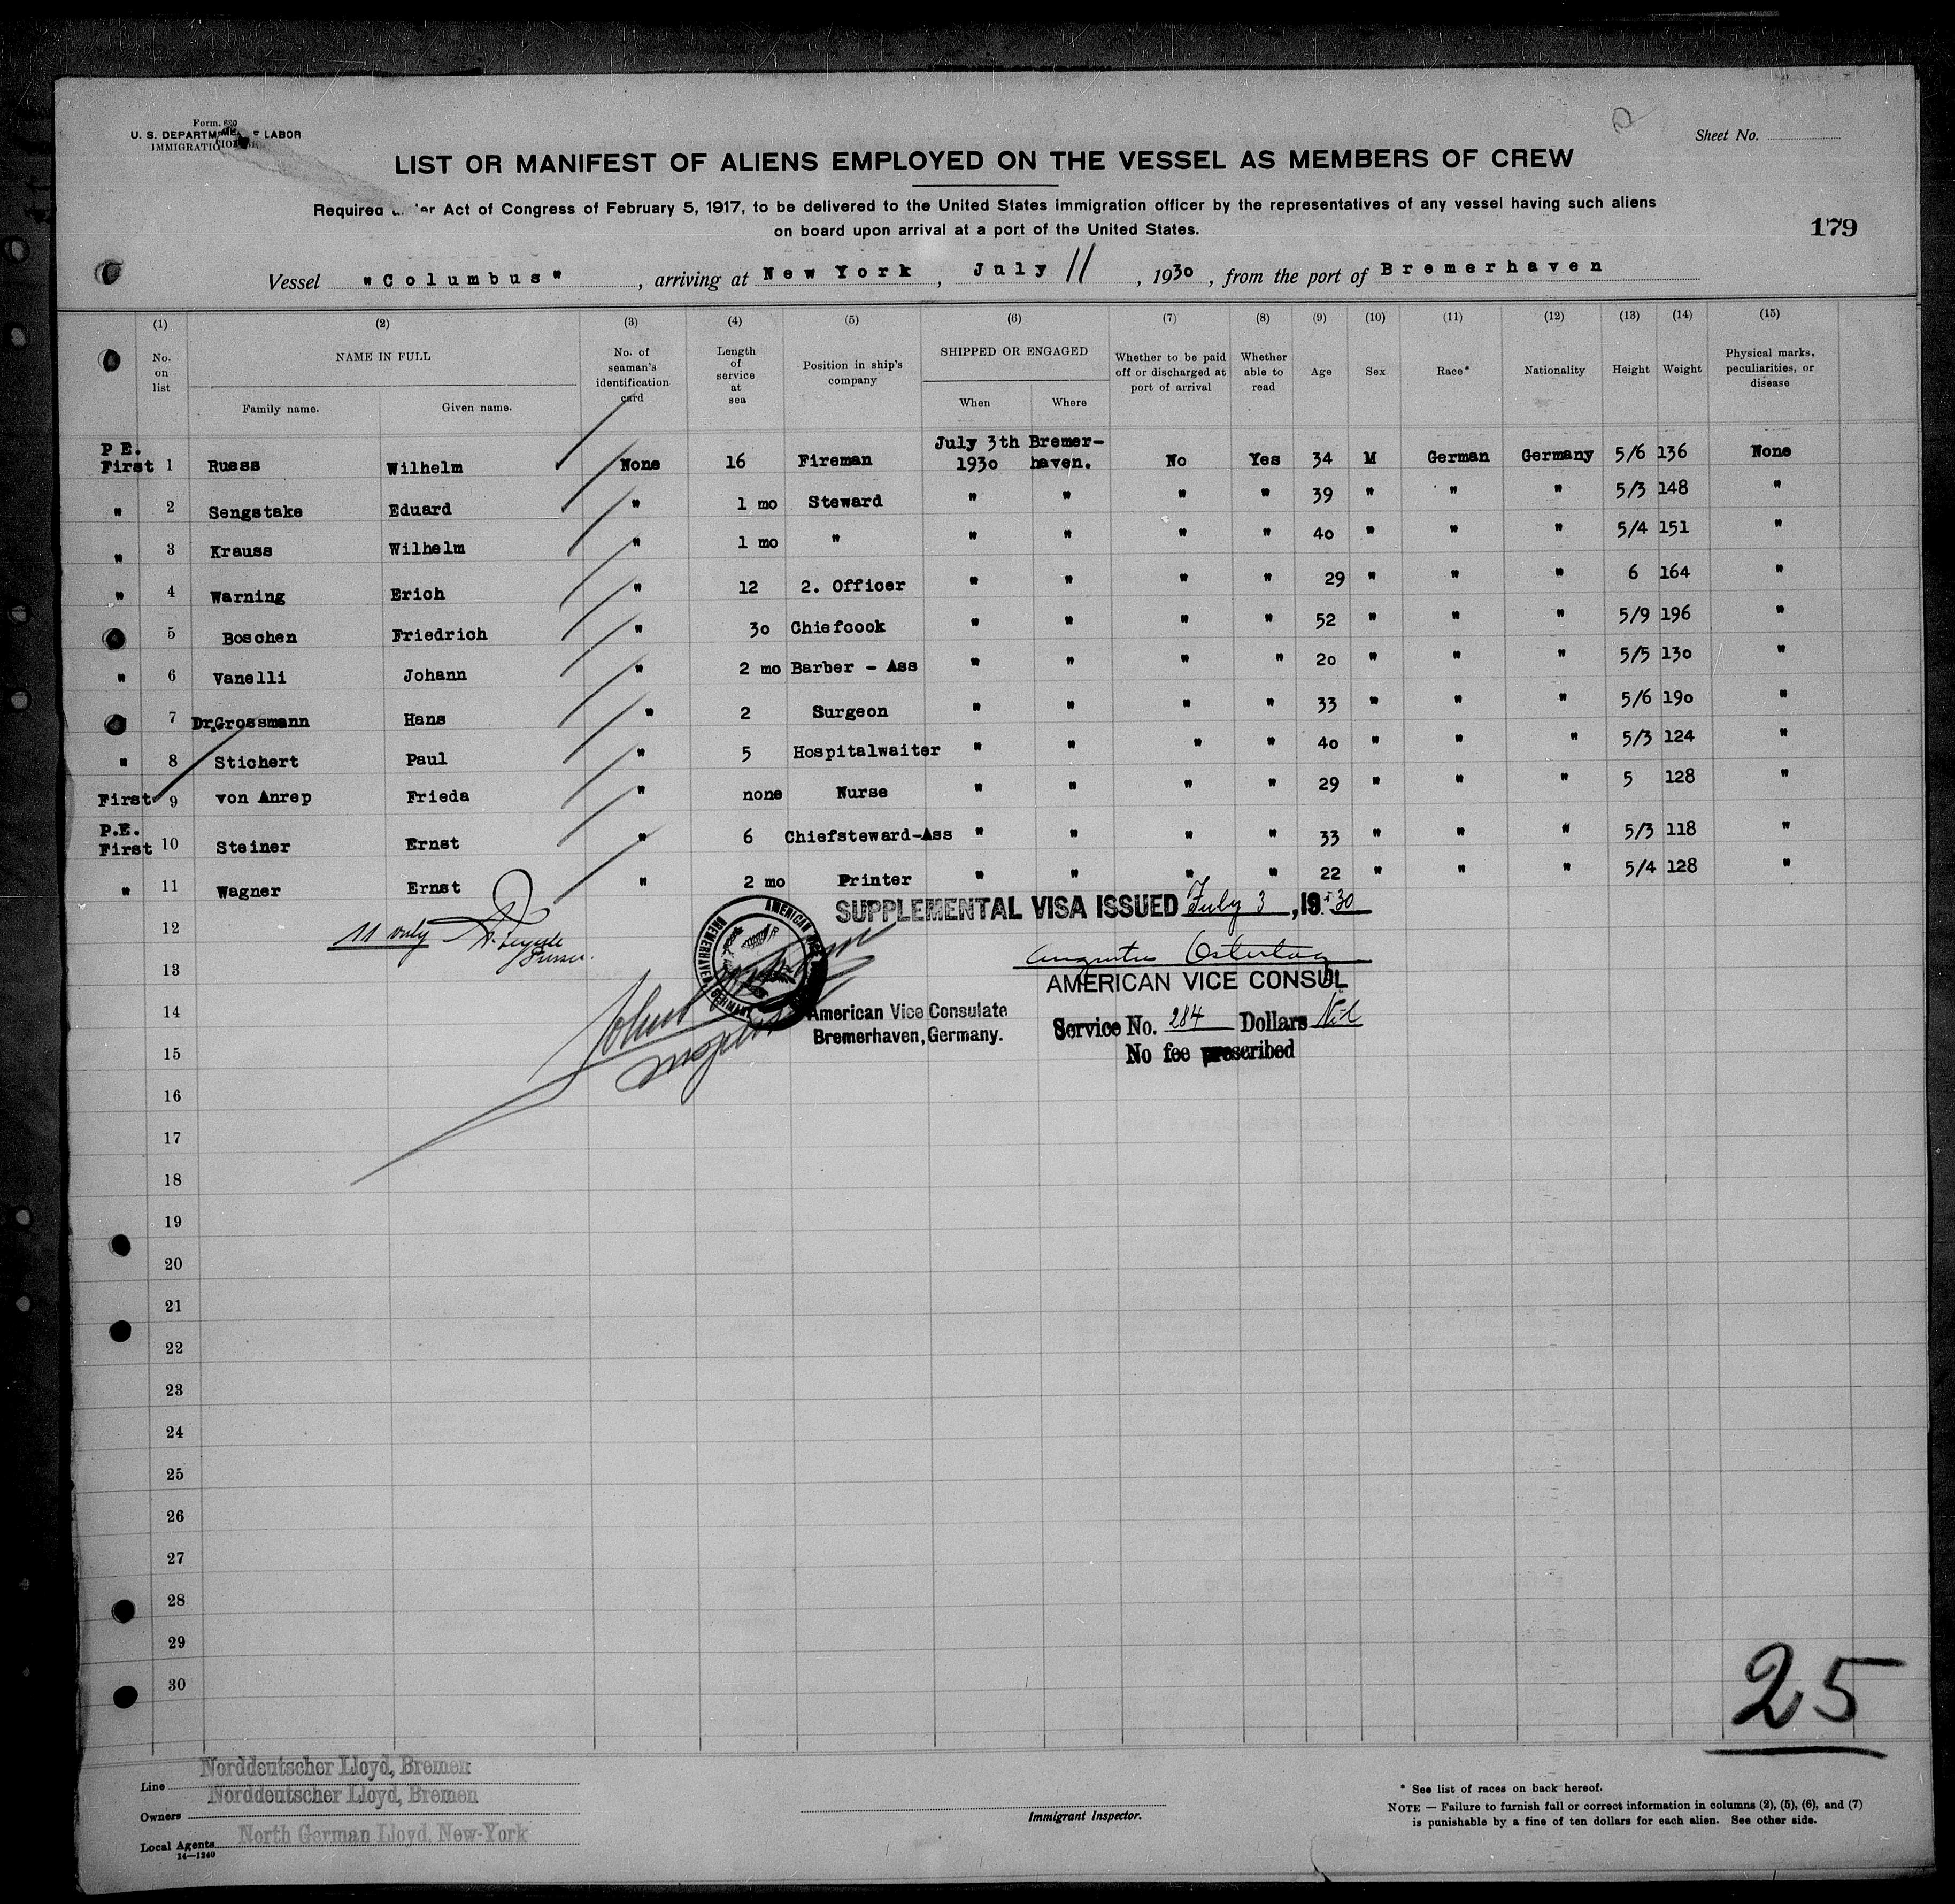 Form. 680
U. S. DEPARTMENT OF LABOR
IMMIGRATION
Sheet No.
LIST OR MANIFEST OF ALIENS EMPLOYED ON THE VESSEL AS MEMBERS OF CREW
Required under Act of Congress of February 5, 1917, to be delivered to the United States immigration officer by the representatives of any vessel having such aliens
on board upon arrival at a port of the United States.
179
Vessel "Columbus", arriving at New York, July 11, 1930, from the port of Bremerhaven
(1) (2) (3) (4) (5) (6) (7) (8) (9) (10) (11) (12) (13) (14) (15)
No. on list
NAME IN FULL
Family name. Given name.
No. of seaman's identification card
Length of service at sea
Position in ship's company
SHIPPED OR ENGAGED
When Where
Whether to be paid off or discharged at port of arrival
Whether able to read
Age
Sex
Race*
Nationality
Height
Weight
Physical marks, peculiarities, or disease
P E. First 1 Ruess Wilhelm None 16 Fireman July 3th 1930 Bremer-haven. No Yes 34 M German Germany 5/6 136 None
" 2 Sengstake Eduard " 1 mo Steward " " " " 39 " " " 5/3 148 "
" 3 Krauss Wilhelm " 1 mo " " " " " 40 " " " 5/4 151 "
" 4 Warning Erich " 12 2. Officer " " " " 29 " " " 6 164 "
5 Boschen Friedrich " 30 Chiefcook " " " " 52 " " " 5/9 196 "
" 6 Vanelli Johann " 2 mo Barber - Ass " " " " 20 " " " 5/5 130 "
7 Dr.Grossmann Hans " 2 Surgeon " " " " 33 " " " 5/6 190 "
" 8 Stichert Paul " 5 Hospitalwaiter " " " " 40 " " " 5/3 124 "
First 9 von Anrep Frieda " none Nurse " " " " 29 " " " 5 128 "
P.E. First 10 Steiner Ernst " 6 Chiefsteward-Ass " " " " 33 " " " 5/3 118 "
" 11 Wagner Ernst " 2 mo Printer " " " " 22 " " " 5/4 128 "
SUPPLEMENTAL VISA ISSUED July 3, 1930
12
11 only
Purser.
AMERICAN VICE
BREMERHAVEN, GERMANY
13
AMERICAN VICE CONSUL
14
American Vice Consulate
Bremerhaven, Germany.
Service No. 284 Dollars Nil
No fee prescribed
15
16
17
18
19
20
21
22
23
24
25
26
27
28
29
30
25
Line Norddeutscher Lloyd, Bremen
Owners Norddeutscher Lloyd, Bremen
Local Agents North German Lloyd, New-York
14—1240
Immigrant Inspector.
* See list of races on back hereof.
NOTE — Failure to furnish full or correct information in columns (2), (5), (6), and (7)
is punishable by a fine of ten dollars for each alien. See other side.